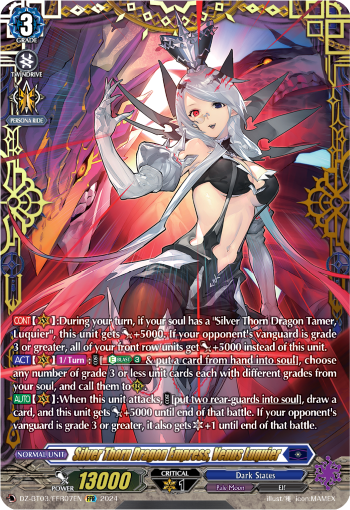 3
GRADE
TWINDRIVE
PERSONA RIDE
CONT【】:During your turn, if your soul has a "Silver Thorn Dragon Tamer,
Luquier", this unit gets +5000. If your opponent's vanguard is grade
3 or greater, all of your front row units get +5000 instead of this unit.
ACT【】1/Turn : [ BLAST 3 & put a card from hand into soul], choose
any number of grade 3 or less unit cards each with different grades from
your soul, and call them to .
AUTO【】:When this unit attacks, [put two rear-guards into soul], draw a
card, and this unit gets +5000 until end of that battle. If your opponent's
vanguard is grade 3 or greater, it also gets +1 until end of that battle.
NORMAL UNIT
Silver Thorn Dragon Empress, Venus Luquier
POWER 13000
CRITICAL
1
Dark States
Pale Moon
Elf
2024